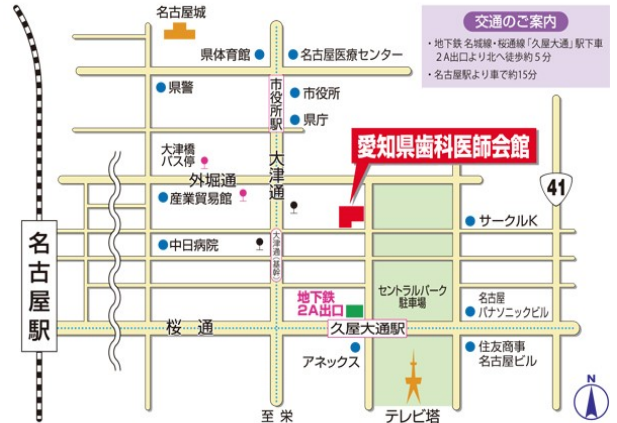 名古屋城
交通のご案内
・地下鉄 名城線・桜通線「久屋大通」駅下車
2A出口より北へ徒歩約5分
・名古屋駅より車で約15分
県体育館
名古屋医療センター
県警
市役所駅
市役所
県庁
大津橋
バス停
大津通
愛知県歯科医師会館
外堀通
41
産業貿易館
サークルK
名古屋駅
中日病院
大津通(基幹)
セントラルパーク
駐車場
地下鉄
2A出口
名古屋
パナソニックビル
桜通
久屋大通駅
アネックス
住友商事
名古屋ビル
N
至栄
テレビ塔